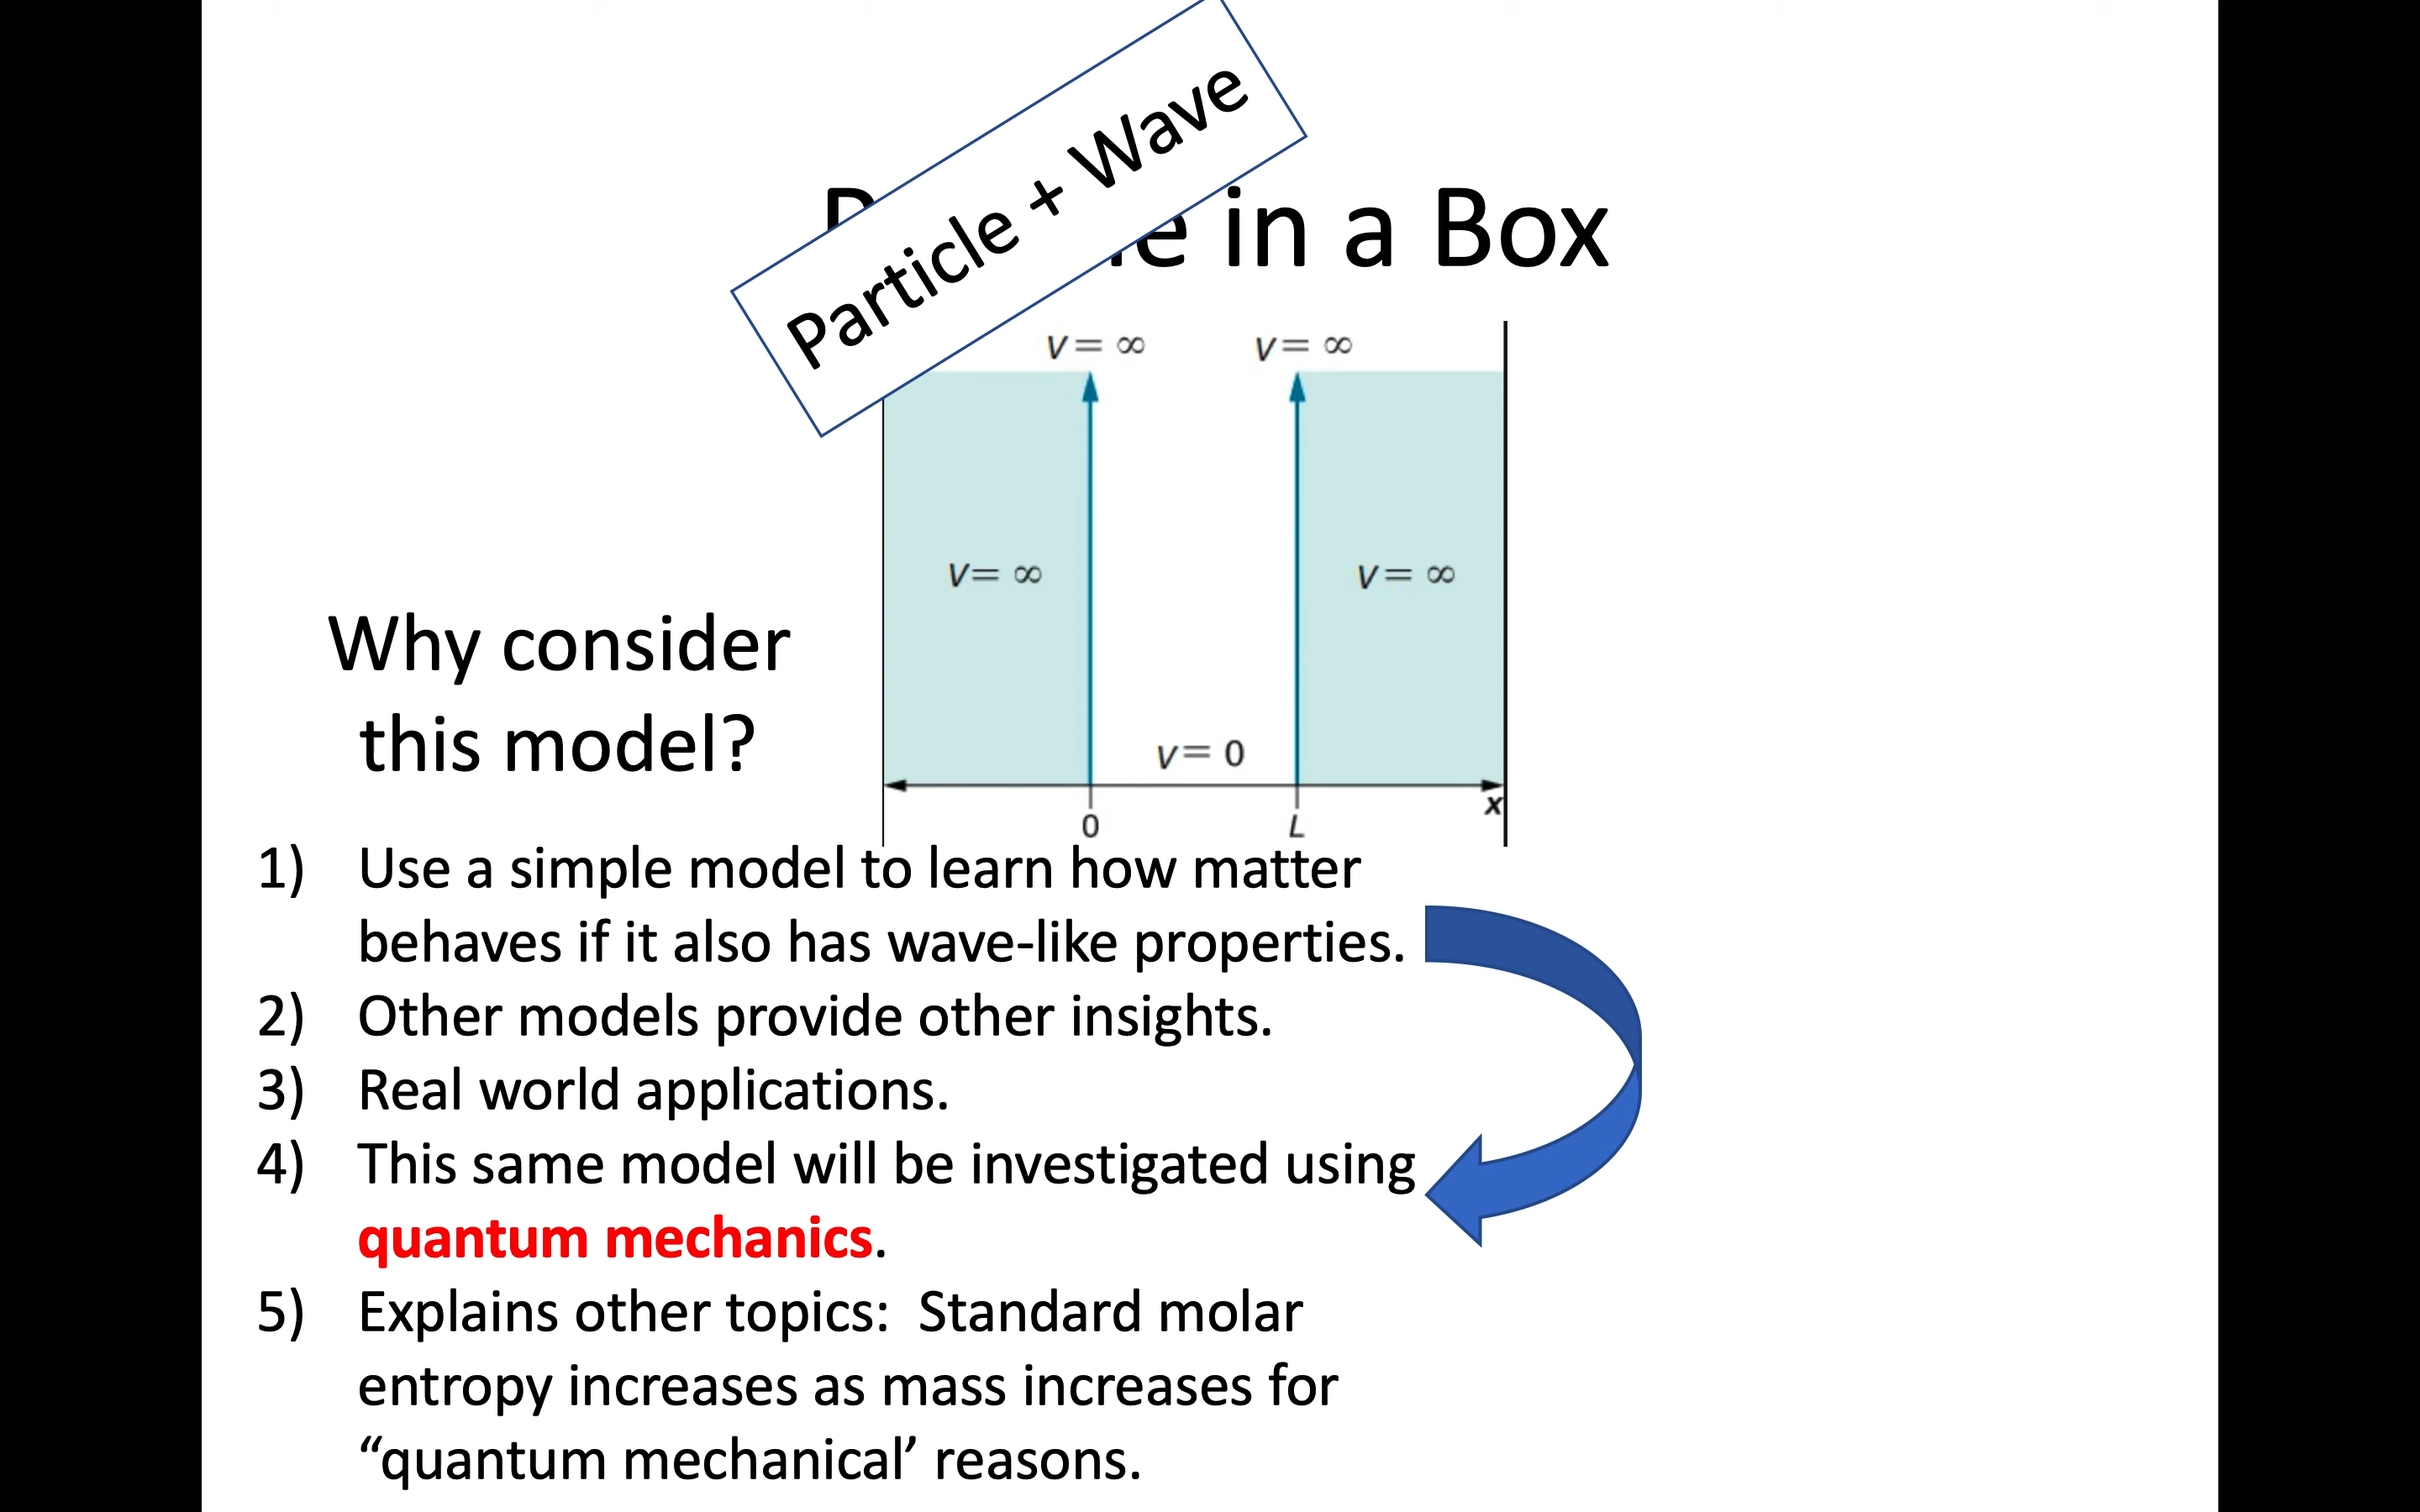 Particle + Wave
in a Box
V = ∞
V = ∞
V = ∞
V = ∞
V = 0
0
L
x
Why consider
this model?
1) Use a simple model to learn how matter
behaves if it also has wave-like properties.
2) Other models provide other insights.
3) Real world applications.
4) This same model will be investigated using
quantum mechanics.
5) Explains other topics:  Standard molar
entropy increases as mass increases for
“quantum mechanical’ reasons.